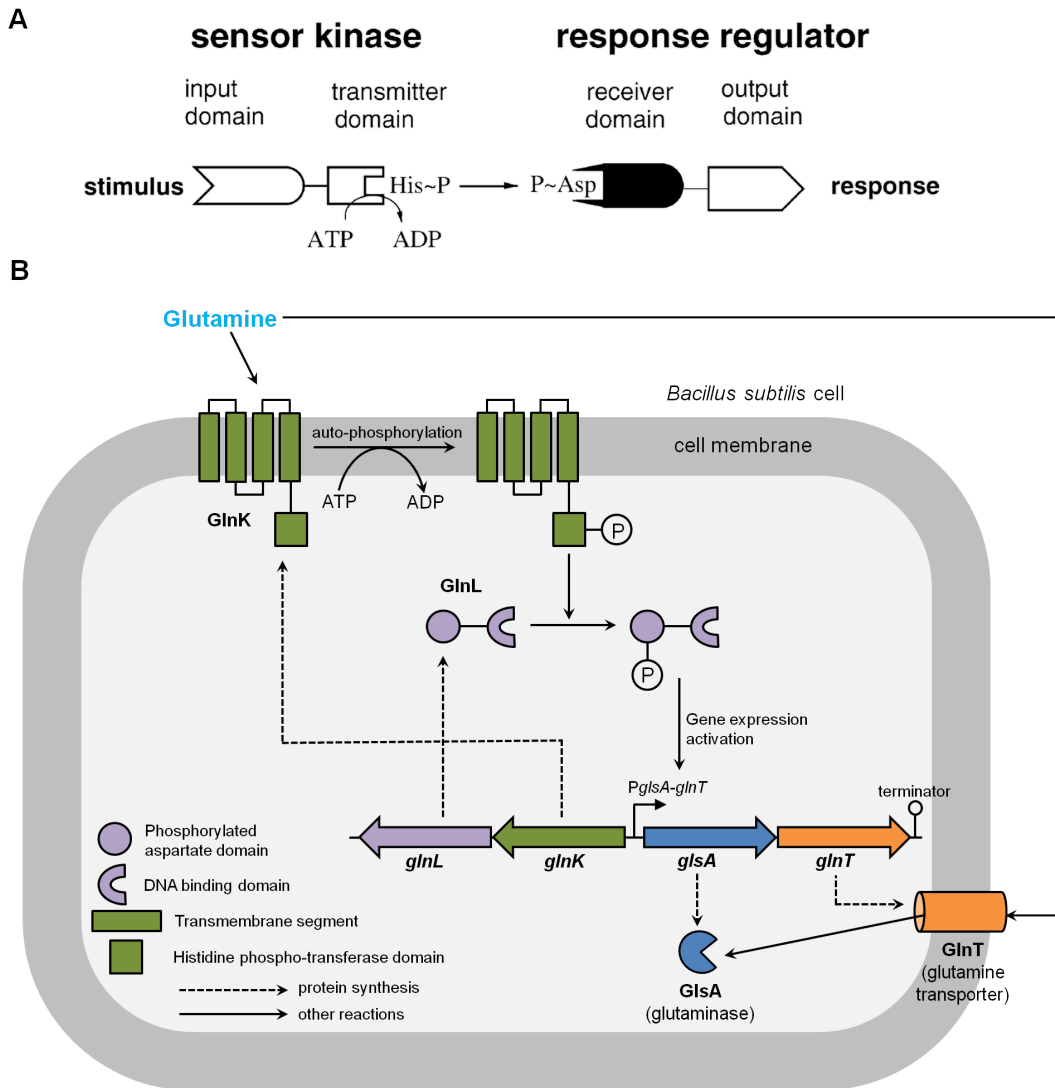 A
sensor kinase
response regulator
input
domain
transmitter
domain
receiver
domain
output
domain
stimulus
His~P
P~Asp
response
ATP
ADP
B
Glutamine
Bacillus subtilis cell
auto-phosphorylation
cell membrane
ATP
ADP
GlnK
P
GlnL
P
Gene expression
activation
PglsA-glnT
terminator
glnL
glnK
glsA
glnT
Phosphorylated
aspartate domain
DNA binding domain
Transmembrane segment
Histidine phospho-transferase domain
protein synthesis
other reactions
GlsA
(glutaminase)
GlnT
(glutamine
transporter)